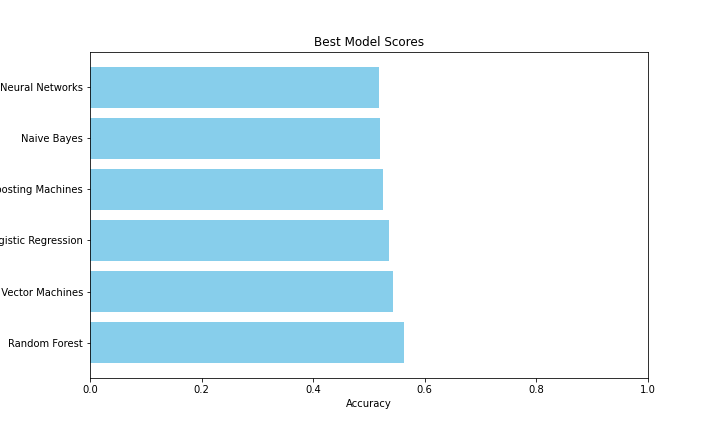 Best Model Scores
Neural Networks
Naive Bayes
oosting Machines
gistic Regression
Vector Machines
Random Forest
0.0 0.2 0.4 0.6 0.8 1.0
Accuracy